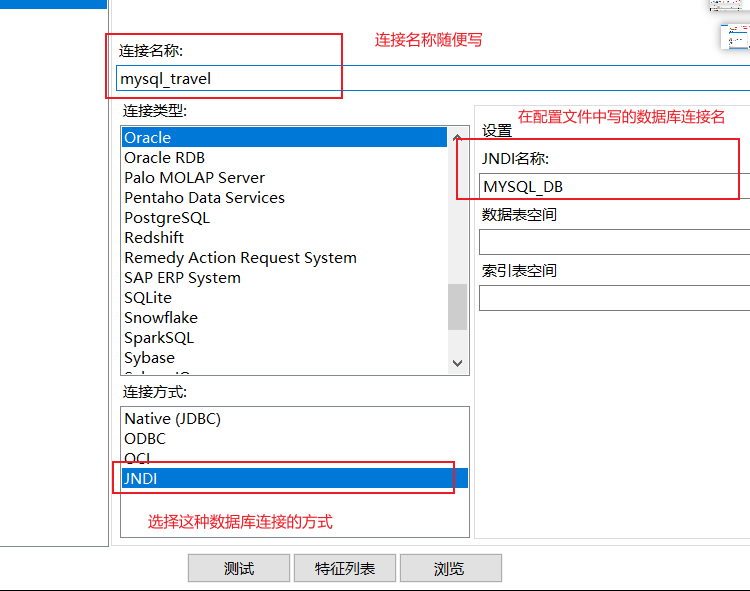 连接名称:
连接名称随便写
mysql_travel
连接类型:
在配置文件中写的数据库连接名
设置
Oracle
Oracle RDB
Palo MOLAP Server
Pentaho Data Services
PostgreSQL
Redshift
Remedy Action Request System
SAP ERP System
SQLite
Snowflake
SparkSQL
Sybase
JNDI名称:
MYSQL_DB
数据表空间
索引表空间
连接方式:
Native (JDBC)
ODBC
OCI
JNDI
选择这种数据库连接的方式
测试
特征列表
浏览